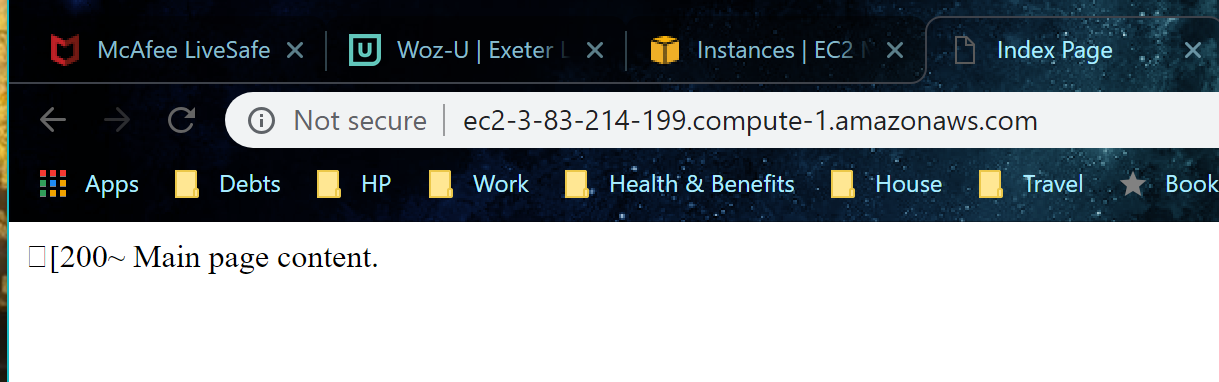 McAfee LiveSafe
Woz-U | Exeter L
Instances | EC2 M
Index Page
Not secure
ec2-3-83-214-199.compute-1.amazonaws.com
Apps
Debts
HP
Work
Health & Benefits
House
Travel
Book
□[200~ Main page content.